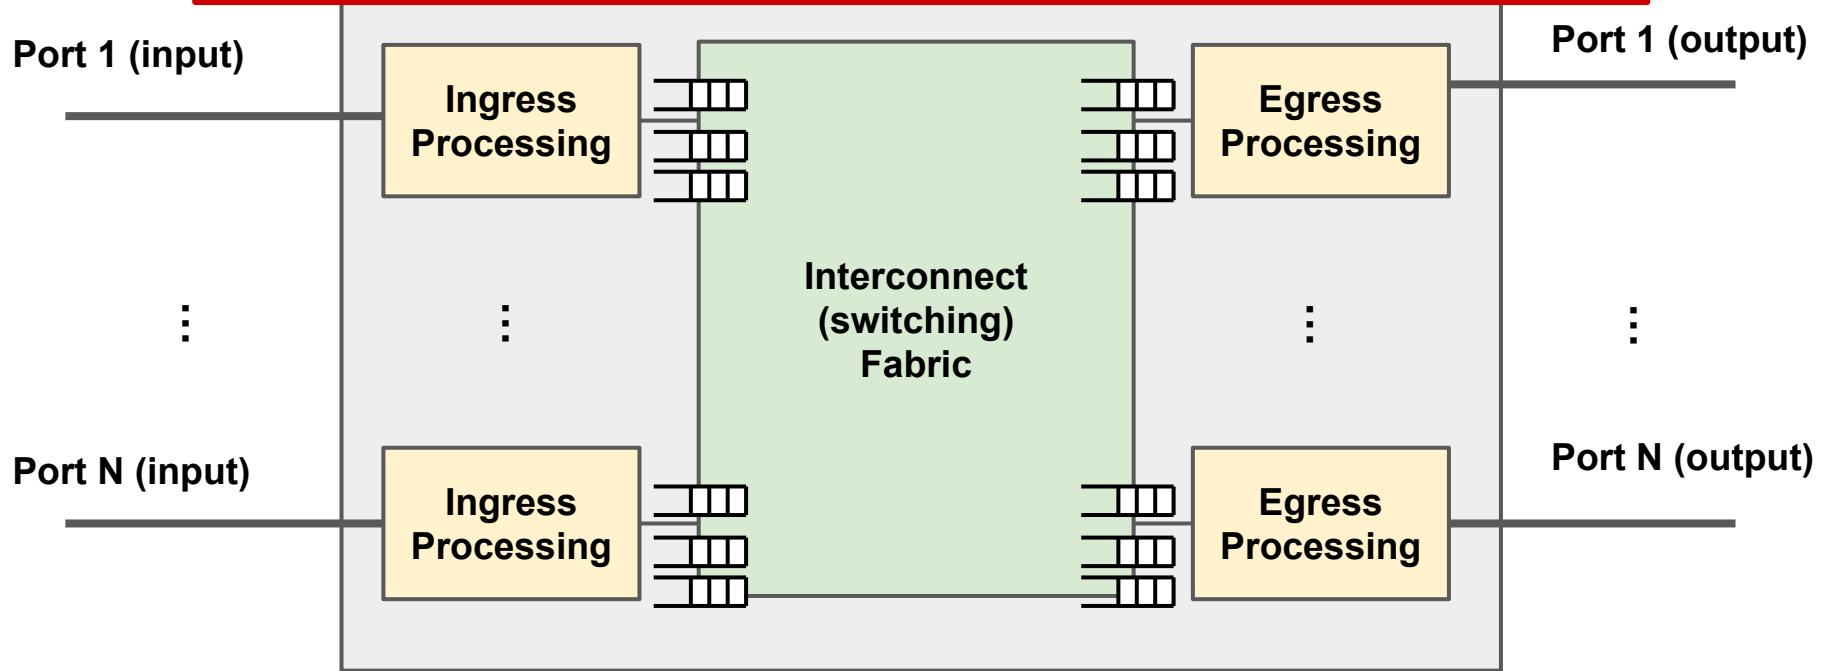 Port 1 (input)
Ingress
Processing
Egress
Processing
Port 1 (output)
Interconnect
(switching)
Fabric
Port N (input)
Ingress
Processing
Egress
Processing
Port N (output)